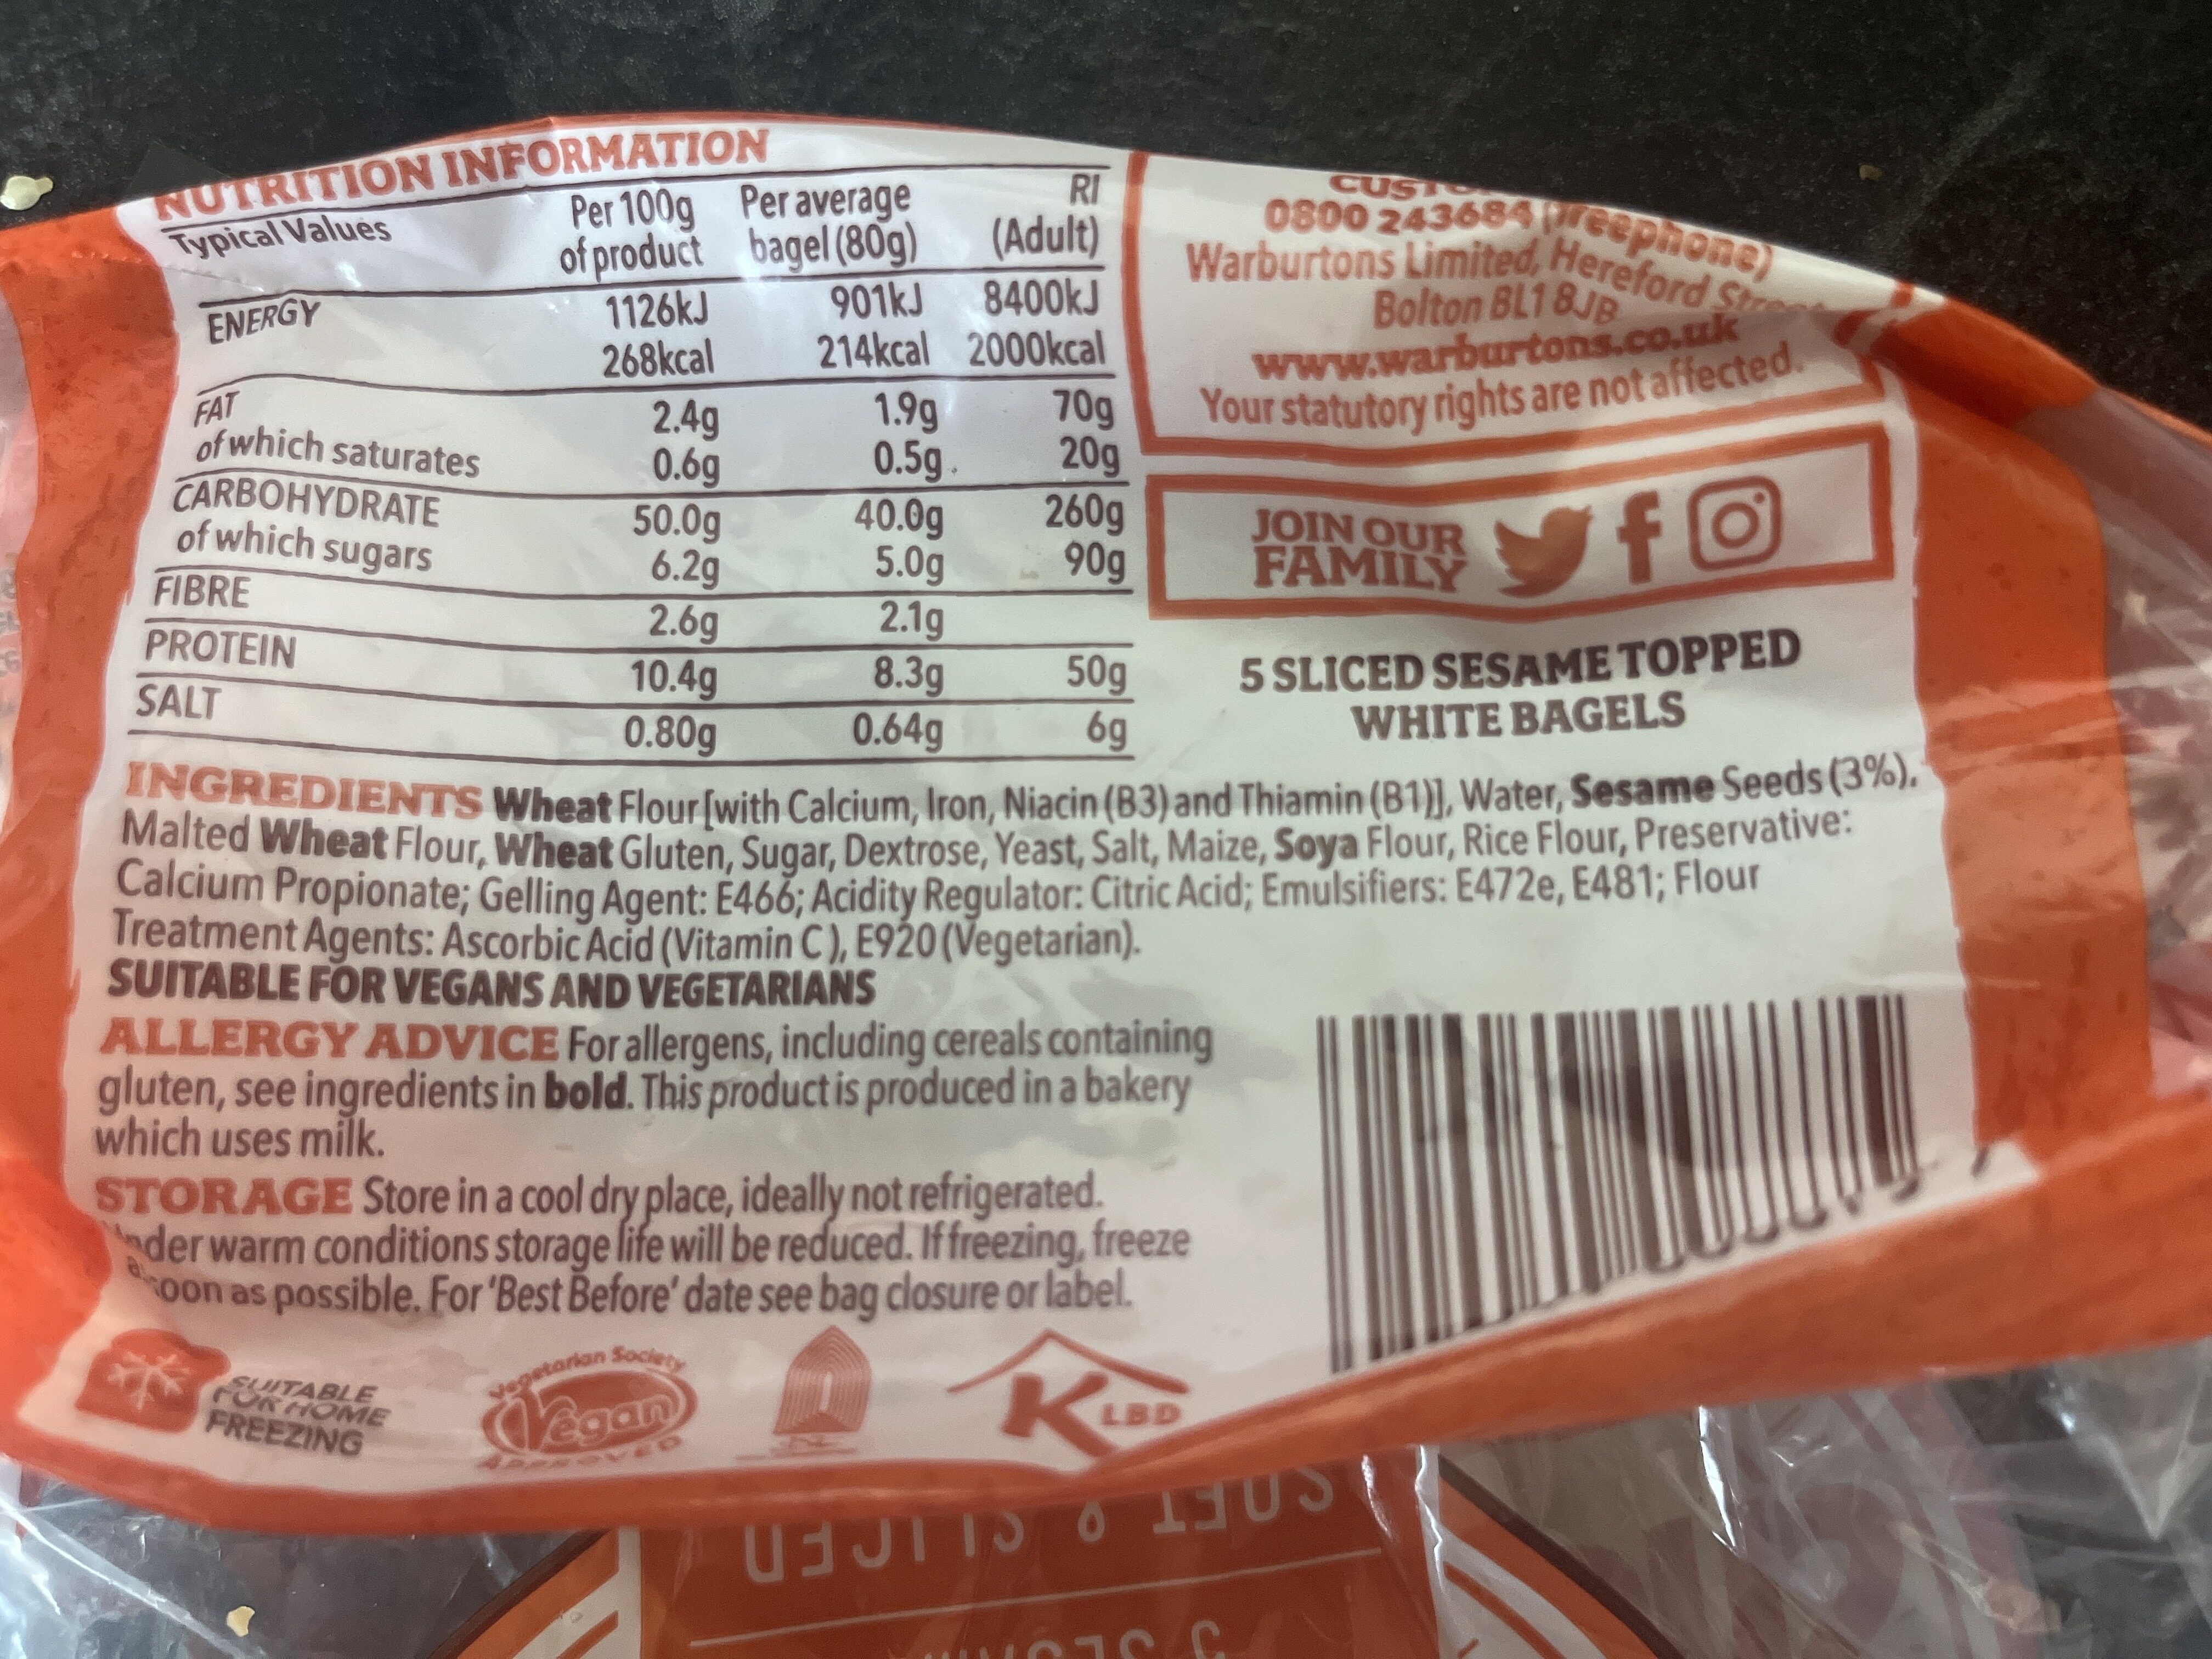 NUTRITION INFORMATION
Typical Values Per 100g of product Per average bagel (80g) RI (Adult)
ENERGY 1126kJ 901kJ 8400kJ
268kcal 214kcal 2000kcal
FAT 2.4g 1.9g 70g
of which saturates 0.6g 0.5g 20g
CARBOHYDRATE 50.0g 40.0g 260g
of which sugars 6.2g 5.0g 90g
FIBRE 2.6g 2.1g
PROTEIN 10.4g 8.3g 50g
SALT 0.80g 0.64g 6g
0800 243684 (Freephone)
Warburtons Limited, Hereford Street
Bolton BL1 8JB
www.warburtons.co.uk
Your statutory rights are not affected.
JOIN OUR
FAMILY
5 SLICED SESAME TOPPED
WHITE BAGELS
INGREDIENTS Wheat Flour [with Calcium, Iron, Niacin (B3) and Thiamin (B1)], Water, Sesame Seeds (3%),
Malted Wheat Flour, Wheat Gluten, Sugar, Dextrose, Yeast, Salt, Maize, Soya Flour, Rice Flour, Preservative:
Calcium Propionate; Gelling Agent: E466; Acidity Regulator: Citric Acid; Emulsifiers: E472e, E481; Flour
Treatment Agents: Ascorbic Acid (Vitamin C), E920 (Vegetarian).
SUITABLE FOR VEGANS AND VEGETARIANS
ALLERGY ADVICE For allergens, including cereals containing
gluten, see ingredients in bold. This product is produced in a bakery
which uses milk.
STORAGE Store in a cool dry place, ideally not refrigerated.
Under warm conditions storage life will be reduced. If freezing, freeze
as soon as possible. For 'Best Before' date see bag closure or label.
SUITABLE
FOR HOME
FREEZING
Vegetarian Society
Vegan
APPROVED
K LBD
SOFT & SLICED